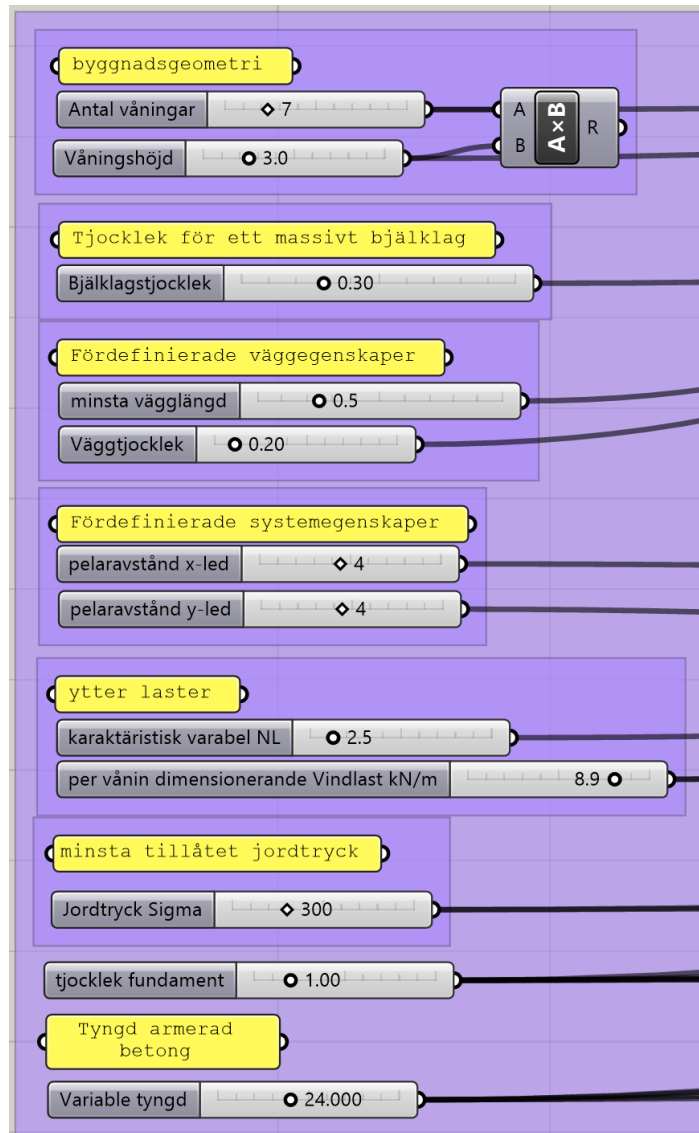 byggnadsgeometri
Antal våningar 7
Våningshöjd 3.0
A
B
A×B
R
Tjocklek för ett massivt bjälklag
Bjälklagstjocklek 0.30
Fördefinierade väggegenskaper
minsta vägglängd 0.5
Väggtjocklek 0.20
Fördefinierade systemegenskaper
pelaravstånd x-led 4
pelaravstånd y-led 4
ytter laster
karaktäristisk varabel NL 2.5
per vånin dimensionerande Vindlast kN/m 8.9
minsta tillåtet jordtryck
Jordtryck Sigma 300
tjocklek fundament 1.00
Tyngd armerad
betong
Variable tyngd 24.000